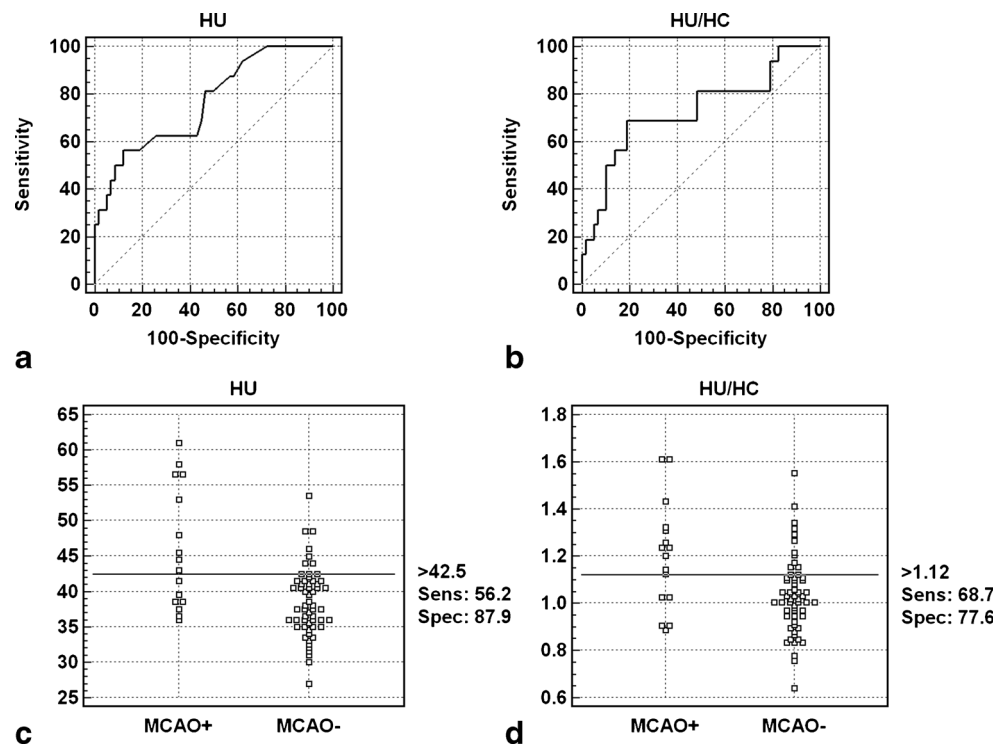 HU
100
80
60
40
20
0
Sensitivity
0 20 40 60 80 100
100-Specificity
a
HU/HC
100
80
60
40
20
0
Sensitivity
0 20 40 60 80 100
100-Specificity
b
HU
65
60
55
50
45
40
35
30
25
>42.5
Sens: 56.2
Spec: 87.9
MCAO+ MCAO-
c
HU/HC
1.8
1.6
1.4
1.2
1.0
0.8
0.6
>1.12
Sens: 68.7
Spec: 77.6
MCAO+ MCAO-
d